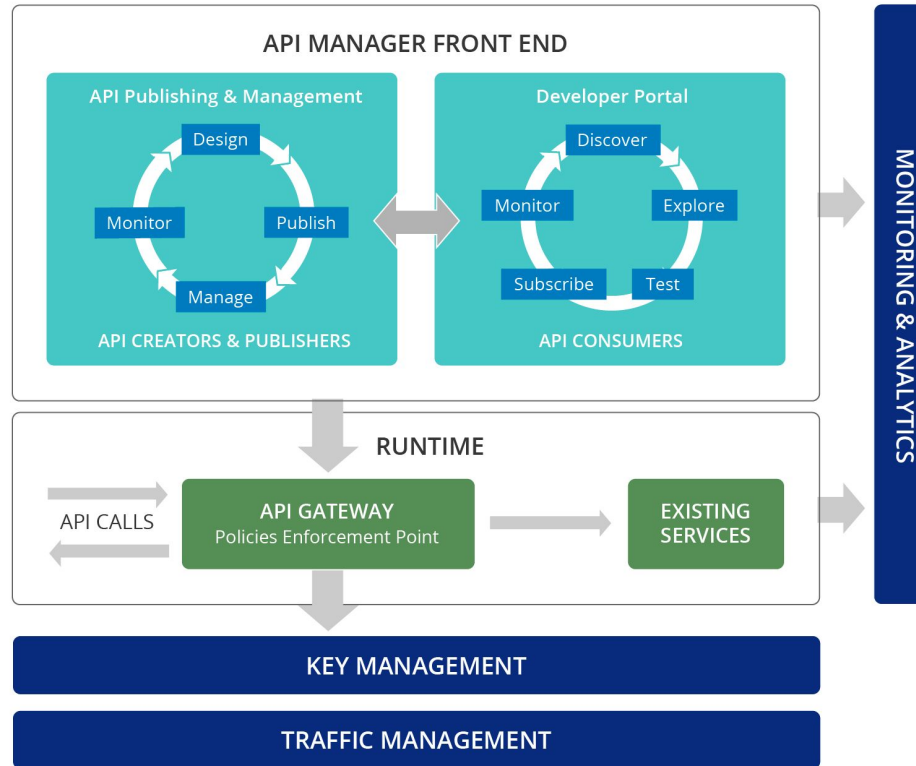 API MANAGER FRONT END
API Publishing & Management
Design
Monitor
Publish
Manage
API CREATORS & PUBLISHERS
Developer Portal
Discover
Monitor
Explore
Subscribe
Test
API CONSUMERS
MONITORING & ANALYTICS
RUNTIME
API CALLS
API GATEWAY
Policies Enforcement Point
EXISTING
SERVICES
KEY MANAGEMENT
TRAFFIC MANAGEMENT